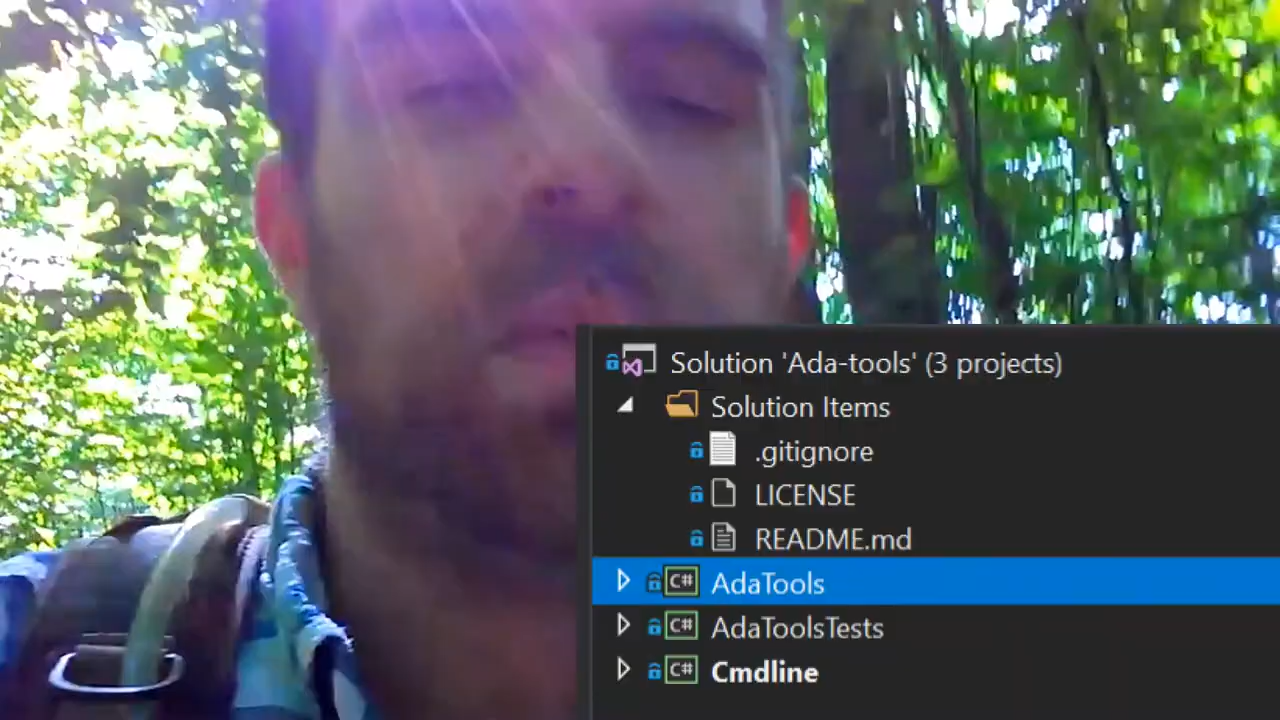 Solution 'Ada-tools' (3 projects)
Solution Items
.gitignore
LICENSE
README.md
C# AdaTools
C# AdaToolsTests
C# Cmdline